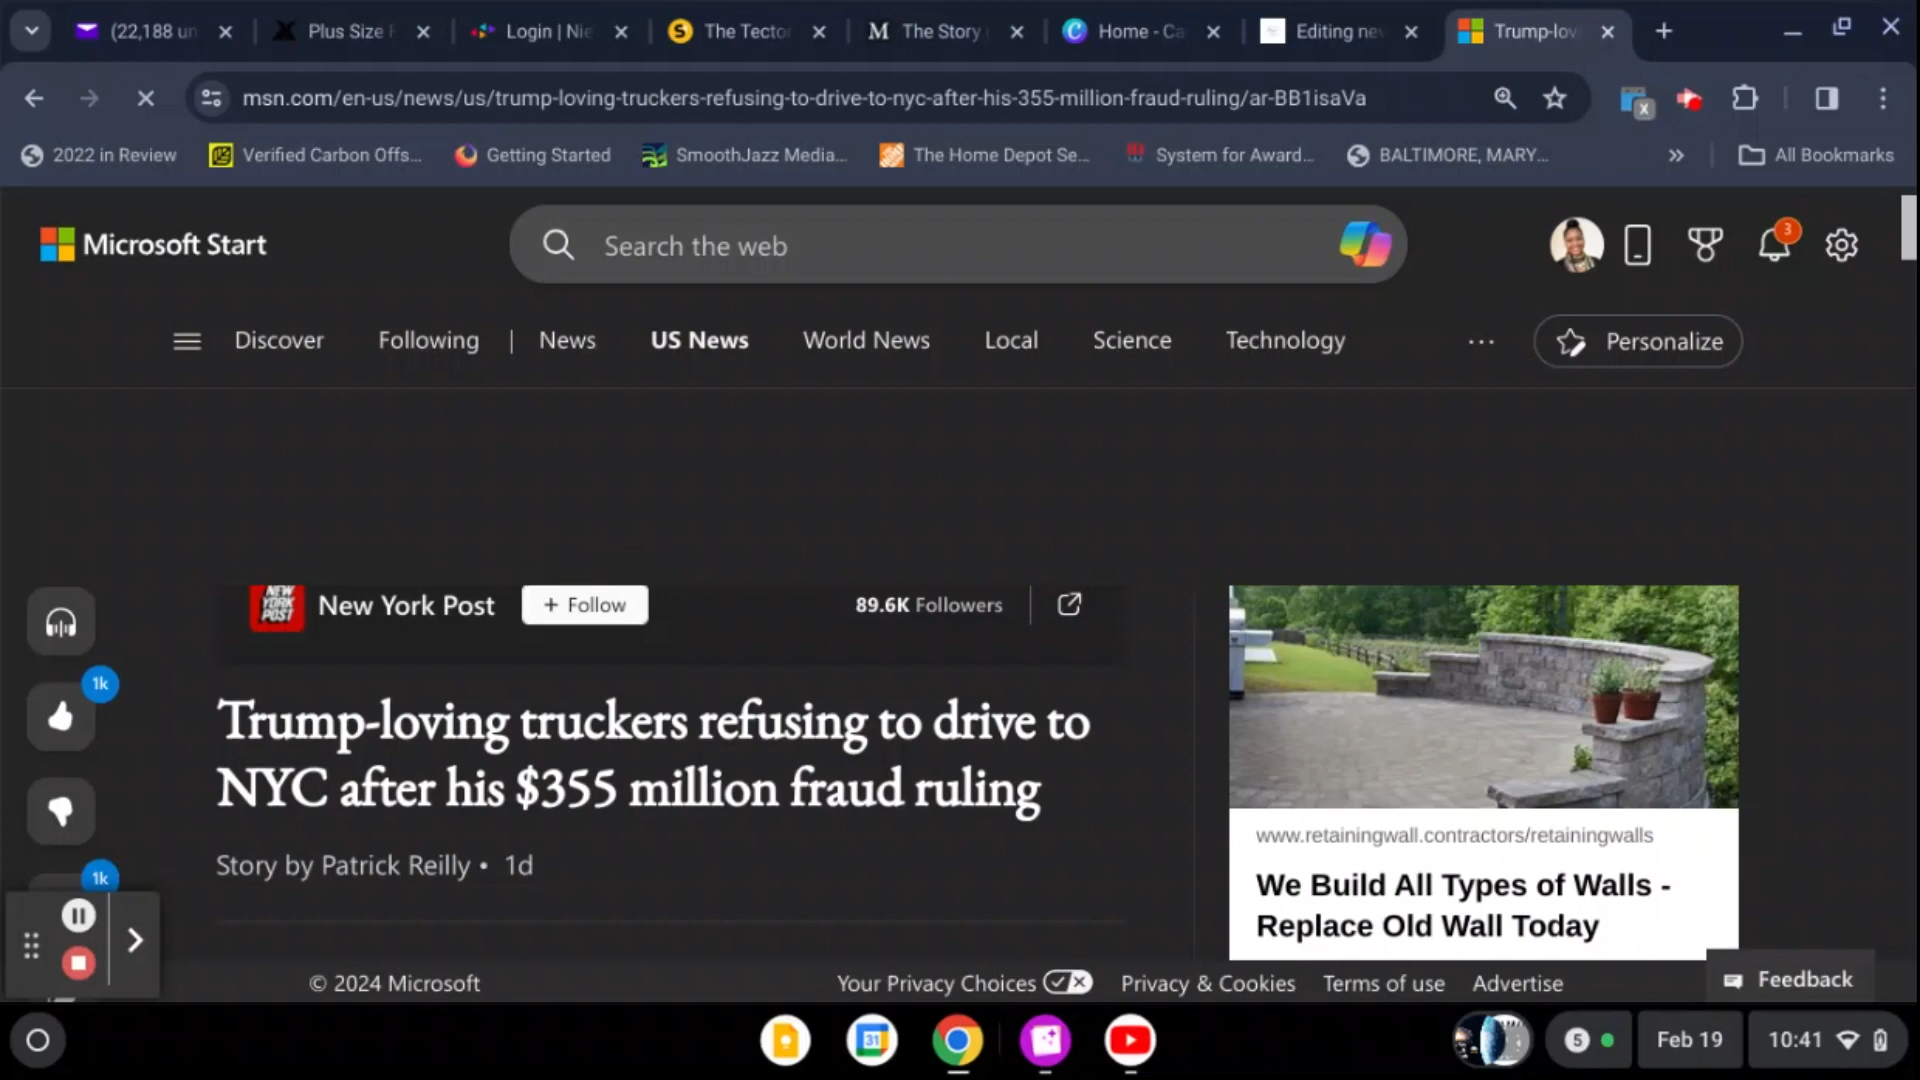 (22,188 un
Plus Size
Login | Nie
The Tector
The Story
Home - Ca
Editing nev
Trump-lov
msn.com/en-us/news/us/trump-loving-truckers-refusing-to-drive-to-nyc-after-his-355-million-fraud-ruling/ar-BB1isaVa
2022 in Review
Verified Carbon Offs...
Getting Started
SmoothJazz Media...
The Home Depot Se...
System for Award...
BALTIMORE, MARY...
All Bookmarks
Microsoft Start
Search the web
3
Discover
Following
News
US News
World News
Local
Science
Technology
Personalize
NEW YORK POST
New York Post
+ Follow
89.6K Followers
1k
Trump-loving truckers refusing to drive to
NYC after his $355 million fraud ruling
Story by Patrick Reilly • 1d
1k
www.retainingwall.contractors/retainingwalls
We Build All Types of Walls -
Replace Old Wall Today
© 2024 Microsoft
Your Privacy Choices
Privacy & Cookies
Terms of use
Advertise
Feedback
31
5
Feb 19
10:41